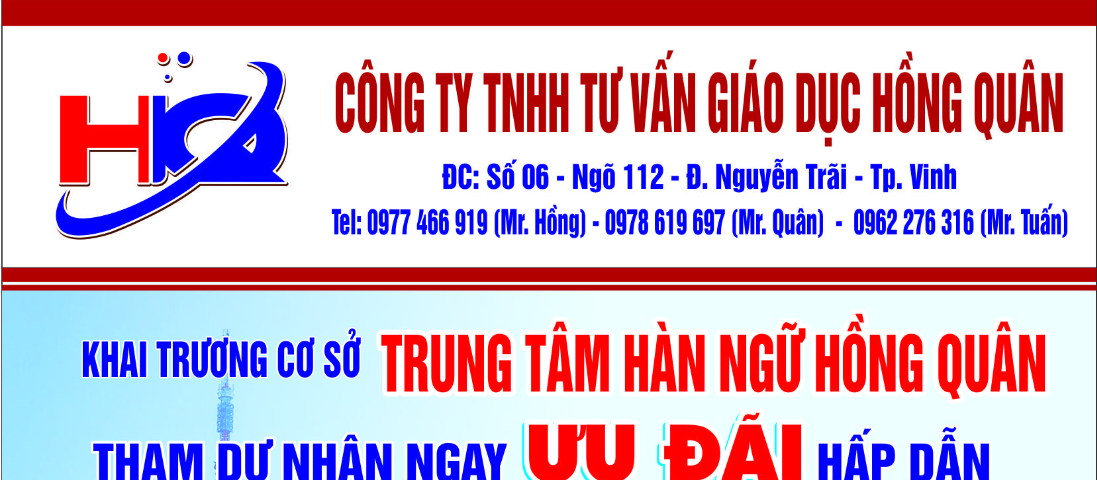 HQ
CÔNG TY TNHH TƯ VẤN GIÁO DỤC HỒNG QUÂN
ĐC: Số 06 - Ngõ 112 - Đ. Nguyễn Trãi - Tp. Vinh
Tel: 0977 466 919 (Mr. Hồng) - 0978 619 697 (Mr. Quân) - 0962 276 316 (Mr. Tuấn)
KHAI TRƯƠNG CƠ SỞ TRUNG TÂM HÀN NGỮ HỒNG QUÂN
THAM DỰ NHẬN NGAY ƯU ĐÃI HẤP DẪN